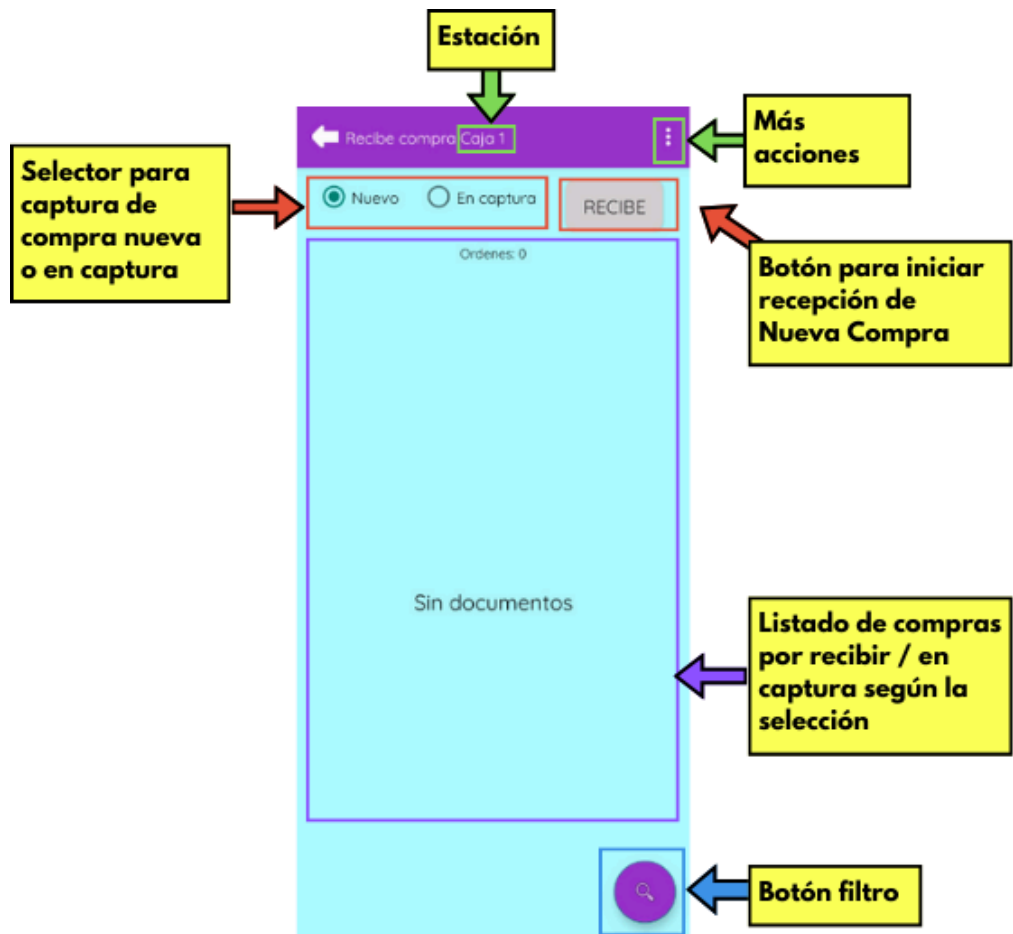 Estación
Recibe compra Caja 1
Más
acciones
Selector para
captura de
compra nueva
o en captura
Nuevo
En captura
RECIBE
Botón para iniciar
recepción de
Nueva Compra
Ordenes: 0
Sin documentos
Listado de compras
por recibir / en
captura según la
selección
Botón filtro